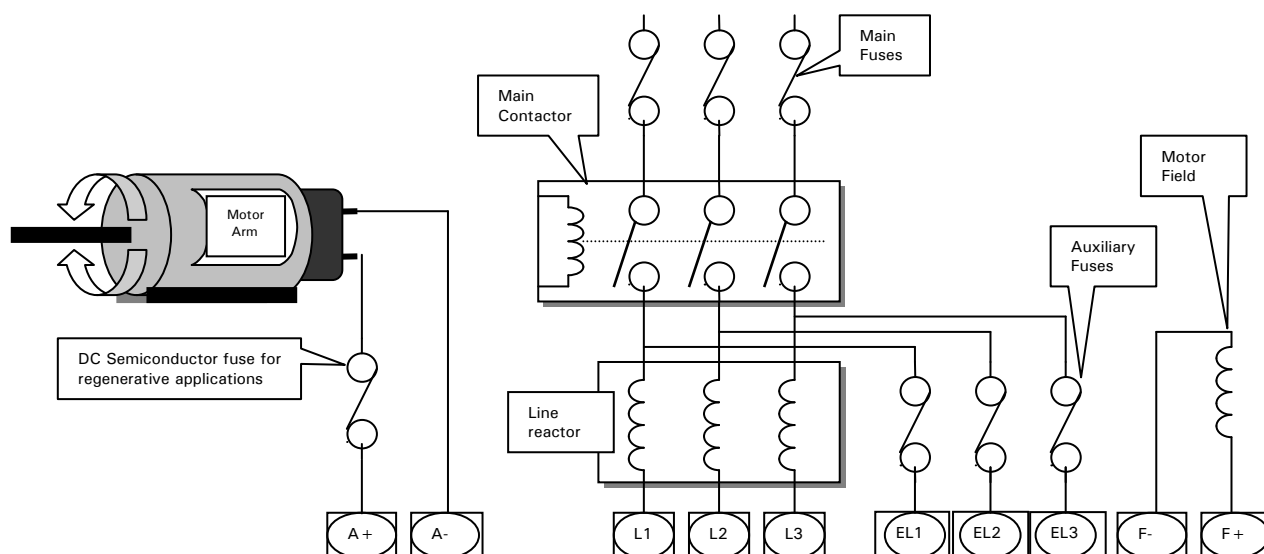 Main
Fuses
Main
Contactor
Motor
Field
Motor
Arm
Auxiliary
Fuses
DC Semiconductor fuse for
regenerative applications
Line
reactor
A+
A-
L1
L2
L3
EL1
EL2
EL3
F-
F+